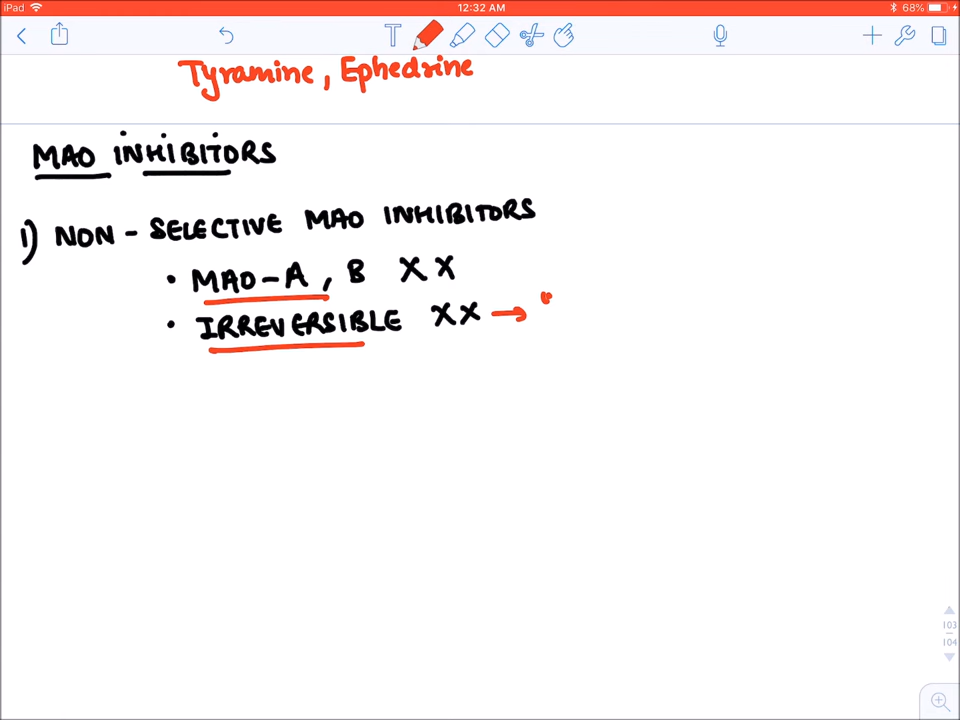 iPad 12:32 AM 68%
T
Tyramine, Ephedrine
MAO INHIBITORS
1) NON - SELECTIVE MAO INHIBITORS
• MAO-A, B XX
• IRREVERSIBLE XX → "
103
104